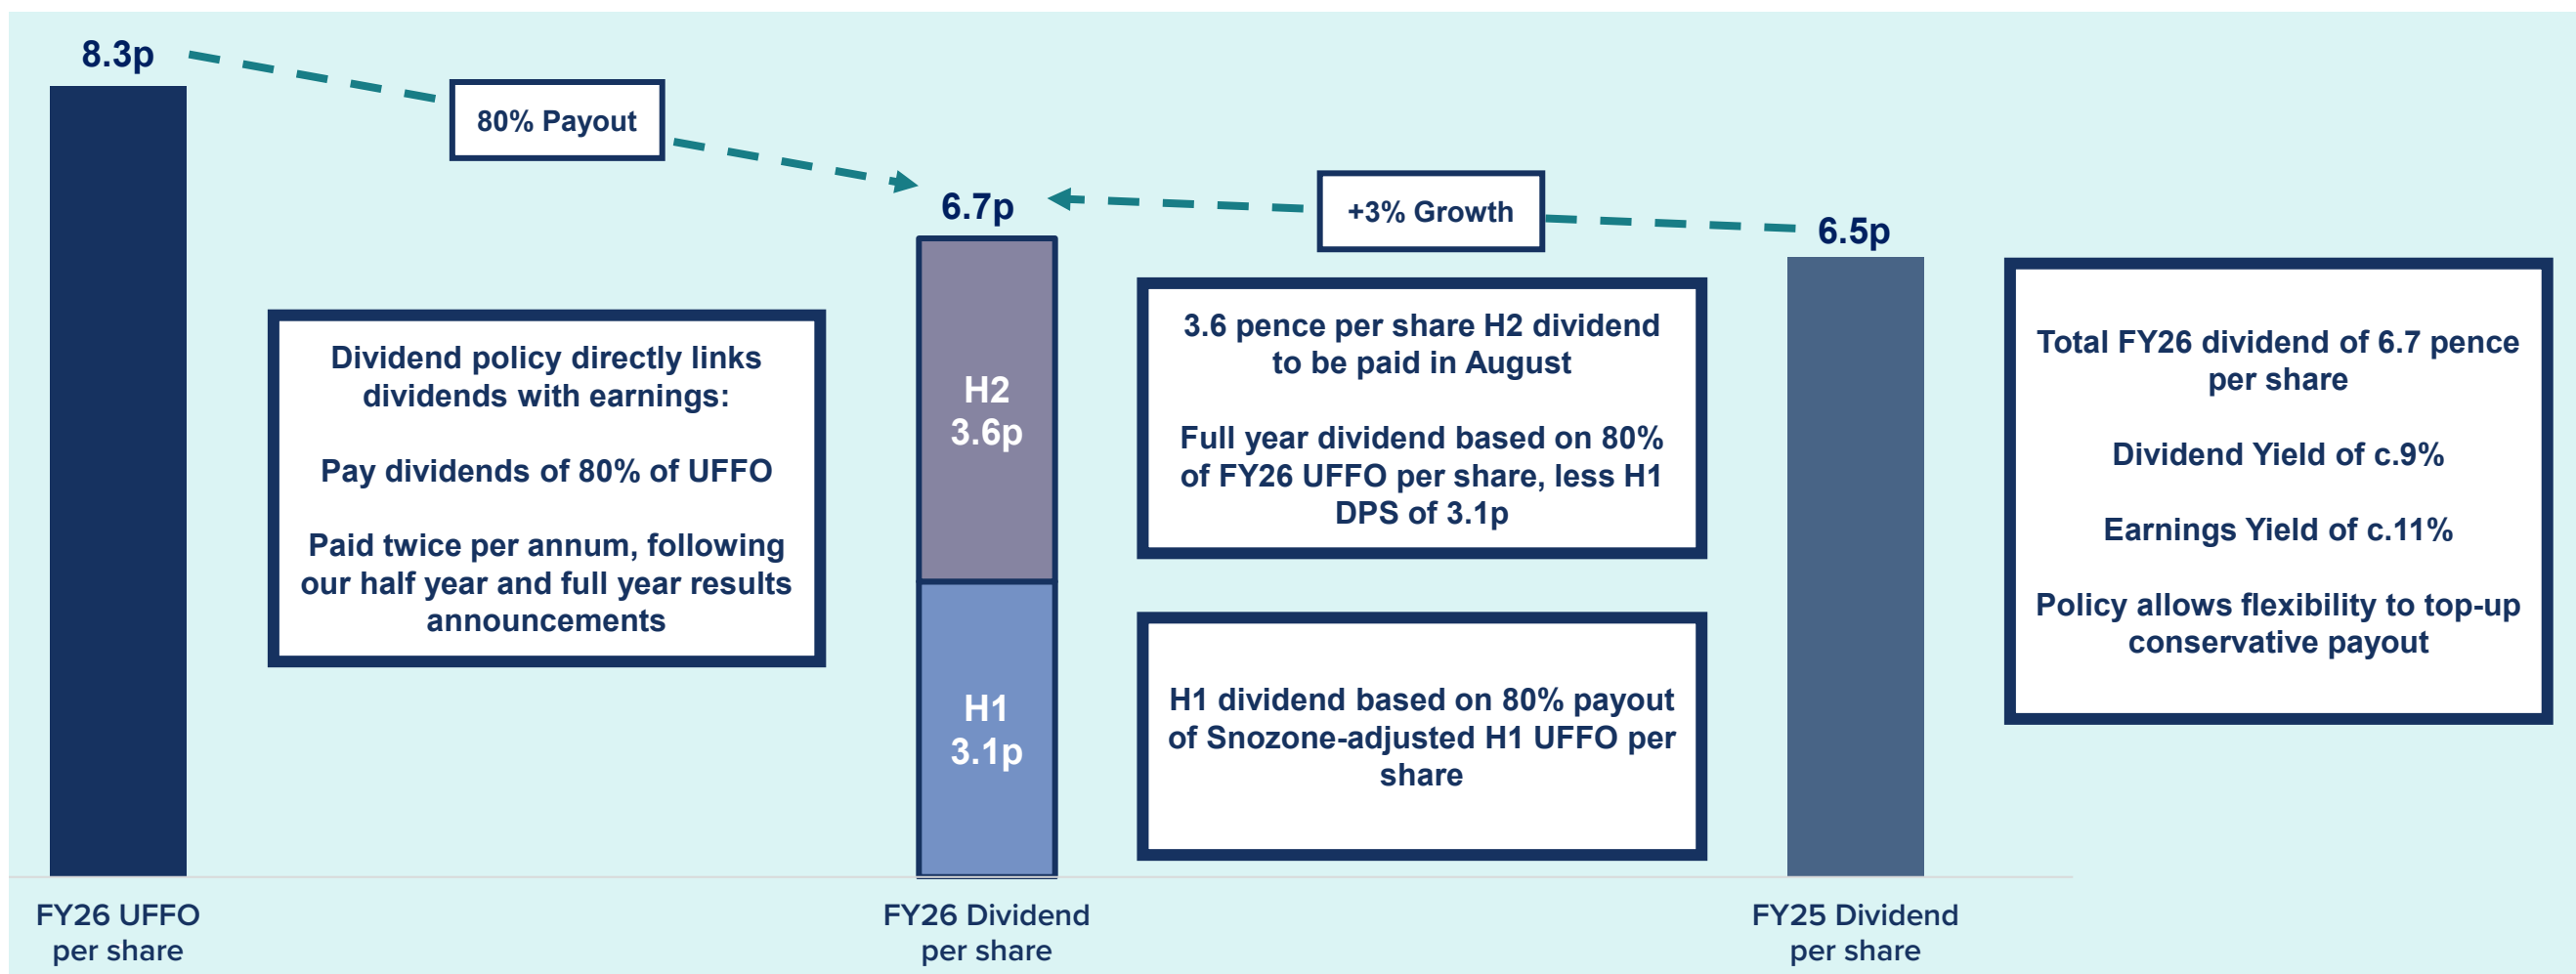 8.3p
80% Payout
6.7p
+3% Growth
6.5p
Dividend policy directly links
dividends with earnings:
Pay dividends of 80% of UFFO
Paid twice per annum, following
our half year and full year results
announcements
H2
3.6p
H1
3.1p
3.6 pence per share H2 dividend
to be paid in August
Full year dividend based on 80%
of FY26 UFFO per share, less H1
DPS of 3.1p
H1 dividend based on 80% payout
of Snozone-adjusted H1 UFFO per
share
Total FY26 dividend of 6.7 pence
per share
Dividend Yield of c.9%
Earnings Yield of c.11%
Policy allows flexibility to top-up
conservative payout
FY26 UFFO
per share
FY26 Dividend
per share
FY25 Dividend
per share